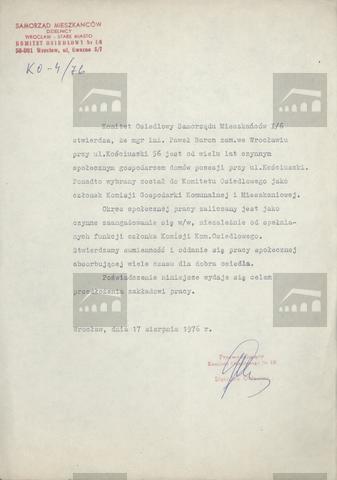 SAMORZĄD MIESZKAŃCÓW
DZIELNICY
WROCŁAW - STARE MIASTO
KOMITET OSIEDLOWY Nr I/6
50-001 Wrocław, ul. 5/7
KO-4/76
Komitet Osiedlowy Samorządu Mieszkańców I/6
stwierdza, że mgr inż. Paweł Baron zam.we Wrocławiu
przy ul.Kościuszki 56 jest od wielu lat czynnym
społecznym gospodarzem domów posesji przy ul.Kościuszki.
Ponadto wybrany został do Komitetu Osiedlowego jako
członek Komisji Gospodarki Komunalnej i Mieszkaniowej.
Okres społecznej pracy zaliczany jest jako
czynne zaangażowanie się w/w, niezależnie od spełnia-
nych funkcji członka Komisji Kom.Osiedlowego.
Stwierdzamy sumienność i oddanie się pracy społecznej
absorbującej wiele czasu dla dobra osiedla.
Poświadczenie niniejsze wydaje się celem
przedłożenia zakładowi pracy.
Wrocław, dnia 17 sierpnia 1976 r.